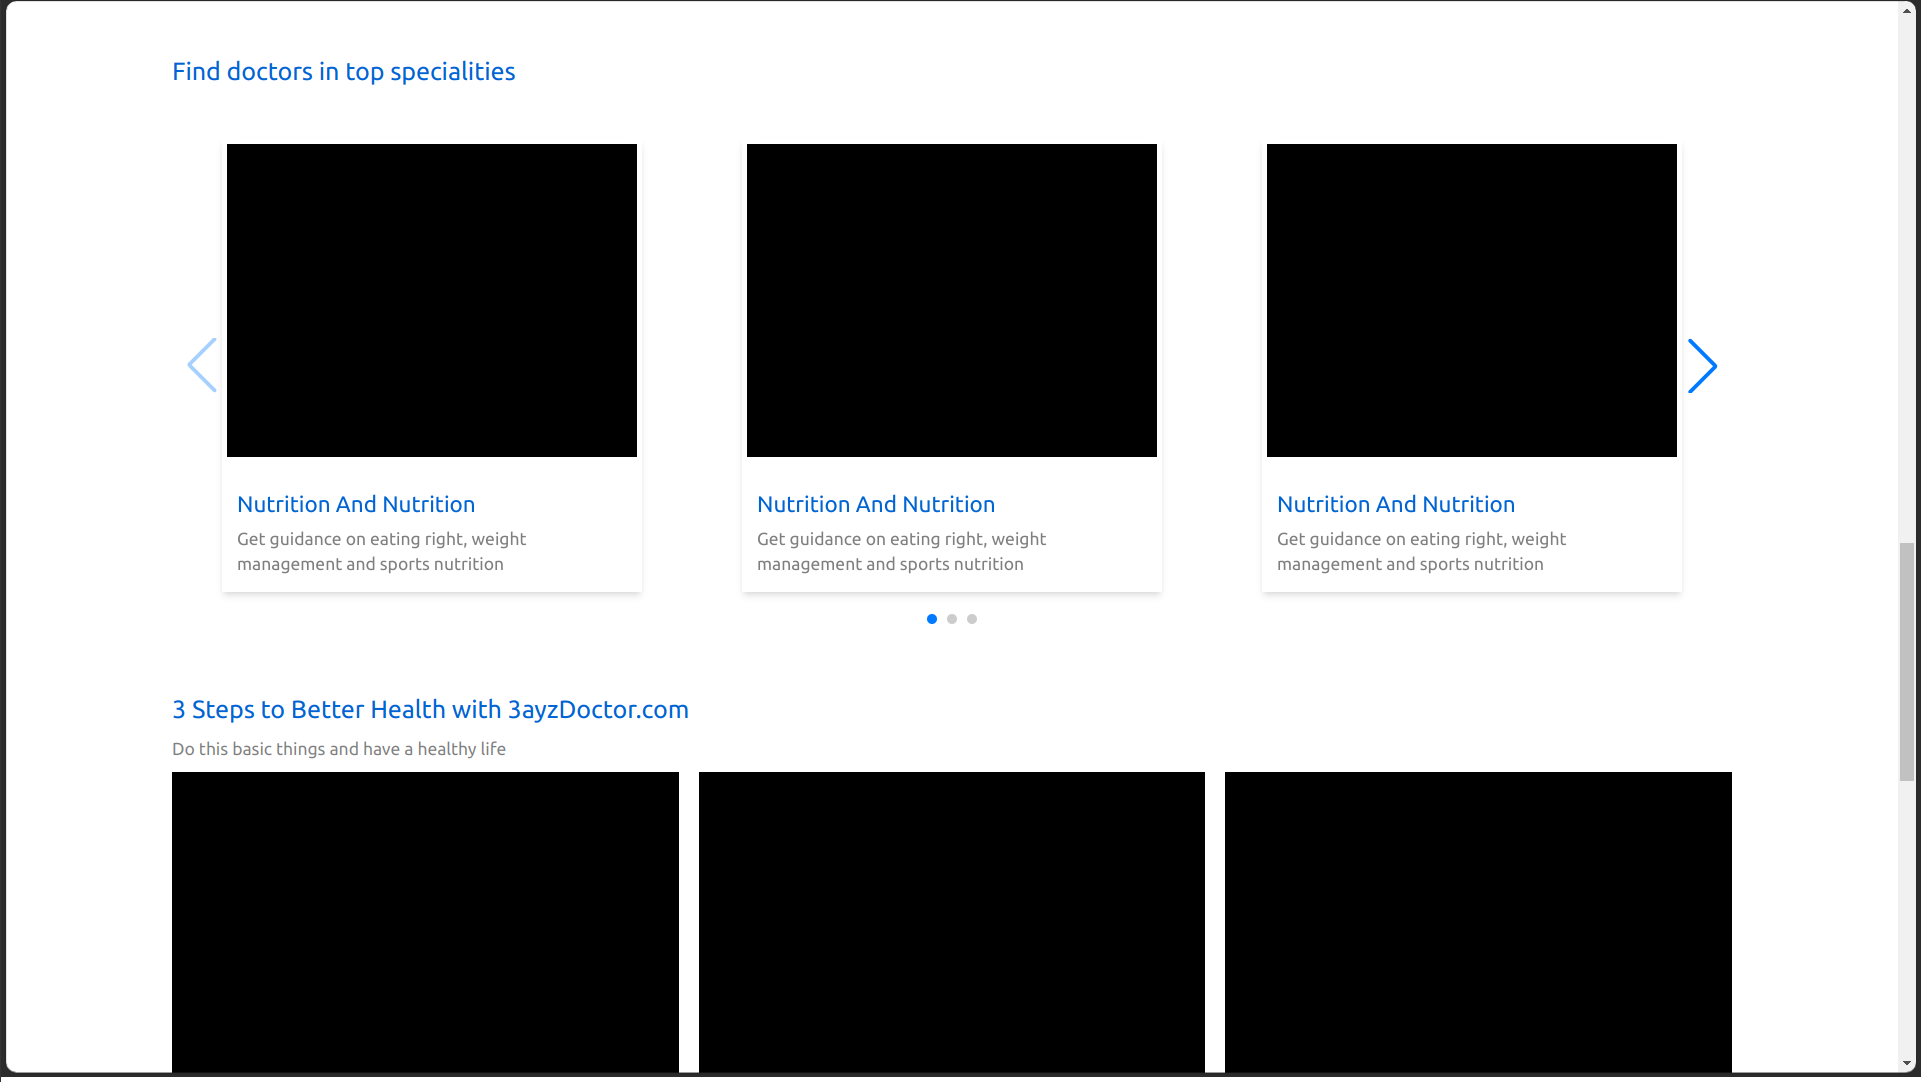 Find doctors in top specialities
Nutrition And Nutrition
Get guidance on eating right, weight
management and sports nutrition
Nutrition And Nutrition
Get guidance on eating right, weight
management and sports nutrition
Nutrition And Nutrition
Get guidance on eating right, weight
management and sports nutrition
3 Steps to Better Health with 3ayzDoctor.com
Do this basic things and have a healthy life